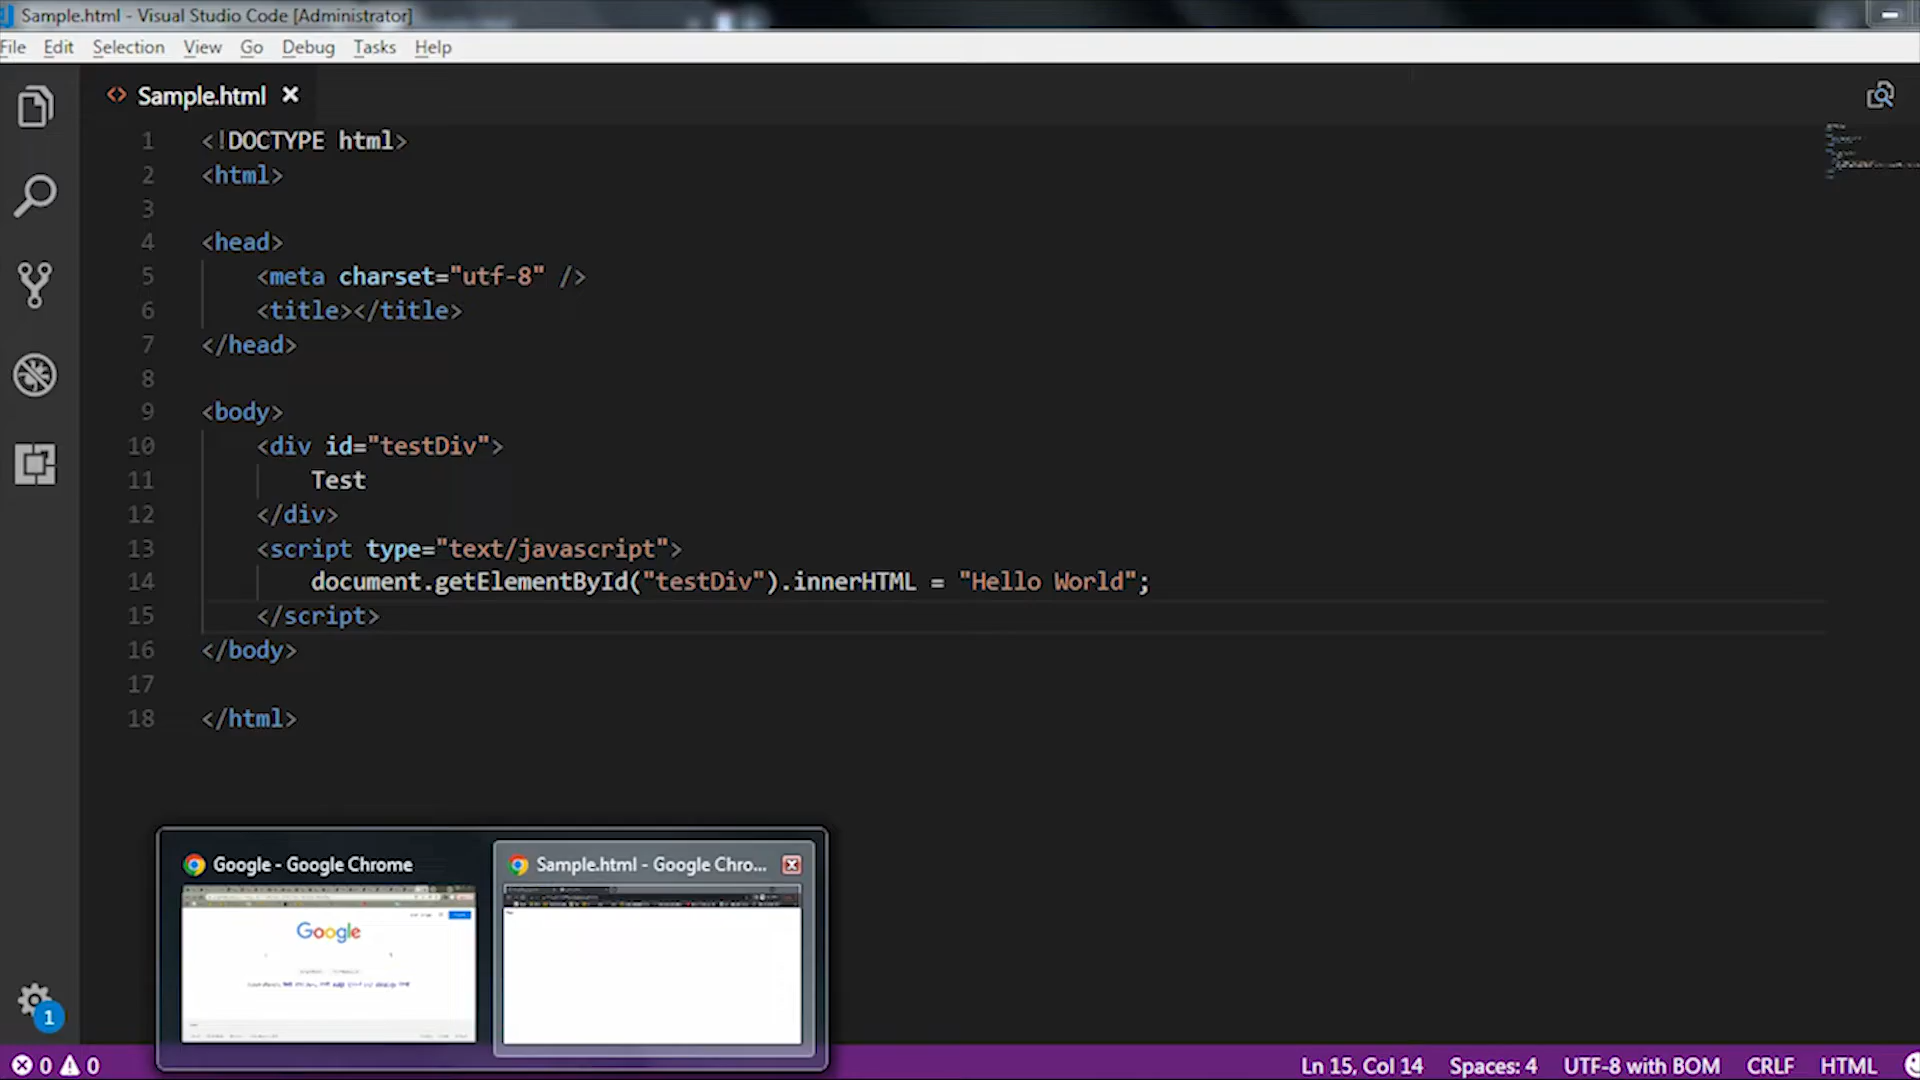 Sample.html - Visual Studio Code [Administrator]
File Edit Selection View Go Debug Tasks Help
Sample.html
1 <!DOCTYPE html>
2 <html>
3
4 <head>
5 <meta charset="utf-8" />
6 <title></title>
7 </head>
8
9 <body>
10 <div id="testDiv">
11 Test
12 </div>
13 <script type="text/javascript">
14 document.getElementById("testDiv").innerHTML = "Hello World";
15 </script>
16 </body>
17
18 </html>
Google - Google Chrome
Sample.html - Google Chro...
Google
1
0 0
Ln 15, Col 14 Spaces: 4 UTF-8 with BOM CRLF HTML